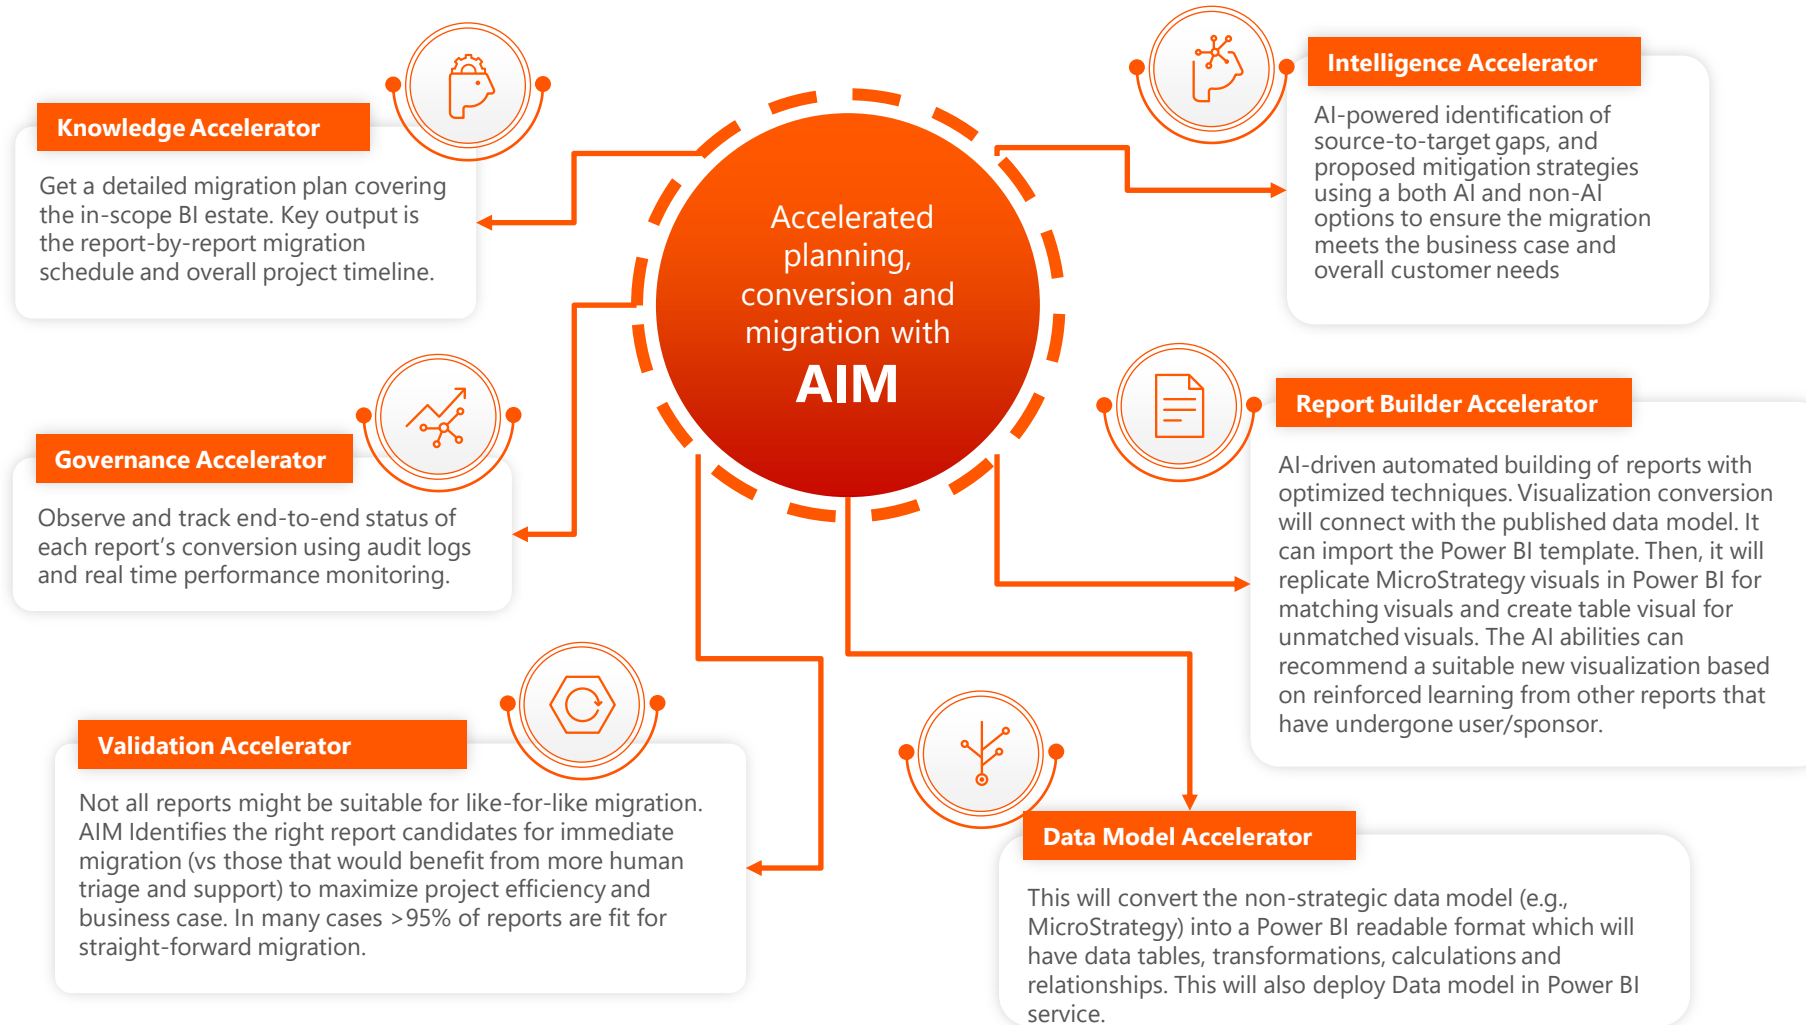 Knowledge Accelerator
Get a detailed migration plan covering
the in-scope BI estate. Key output is
the report-by-report migration
schedule and overall project timeline.
Governance Accelerator
Observe and track end-to-end status of
each report’s conversion using audit logs
and real time performance monitoring.
Validation Accelerator
Not all reports might be suitable for like-for-like migration.
AIM Identifies the right report candidates for immediate
migration (vs those that would benefit from more human
triage and support) to maximize project efficiency and
business case. In many cases >95% of reports are fit for
straight-forward migration.
Accelerated
planning,
conversion and
migration with
AIM
Intelligence Accelerator
AI-powered identification of
source-to-target gaps, and
proposed mitigation strategies
using a both AI and non-AI
options to ensure the migration
meets the business case and
overall customer needs
Report Builder Accelerator
AI-driven automated building of reports with
optimized techniques. Visualization conversion
will connect with the published data model. It
can import the Power BI template. Then, it will
replicate MicroStrategy visuals in Power BI for
matching visuals and create table visual for
unmatched visuals. The AI abilities can
recommend a suitable new visualization based
on reinforced learning from other reports that
have undergone user/sponsor.
Data Model Accelerator
This will convert the non-strategic data model (e.g.,
MicroStrategy) into a Power BI readable format which will
have data tables, transformations, calculations and
relationships. This will also deploy Data model in Power BI
service.